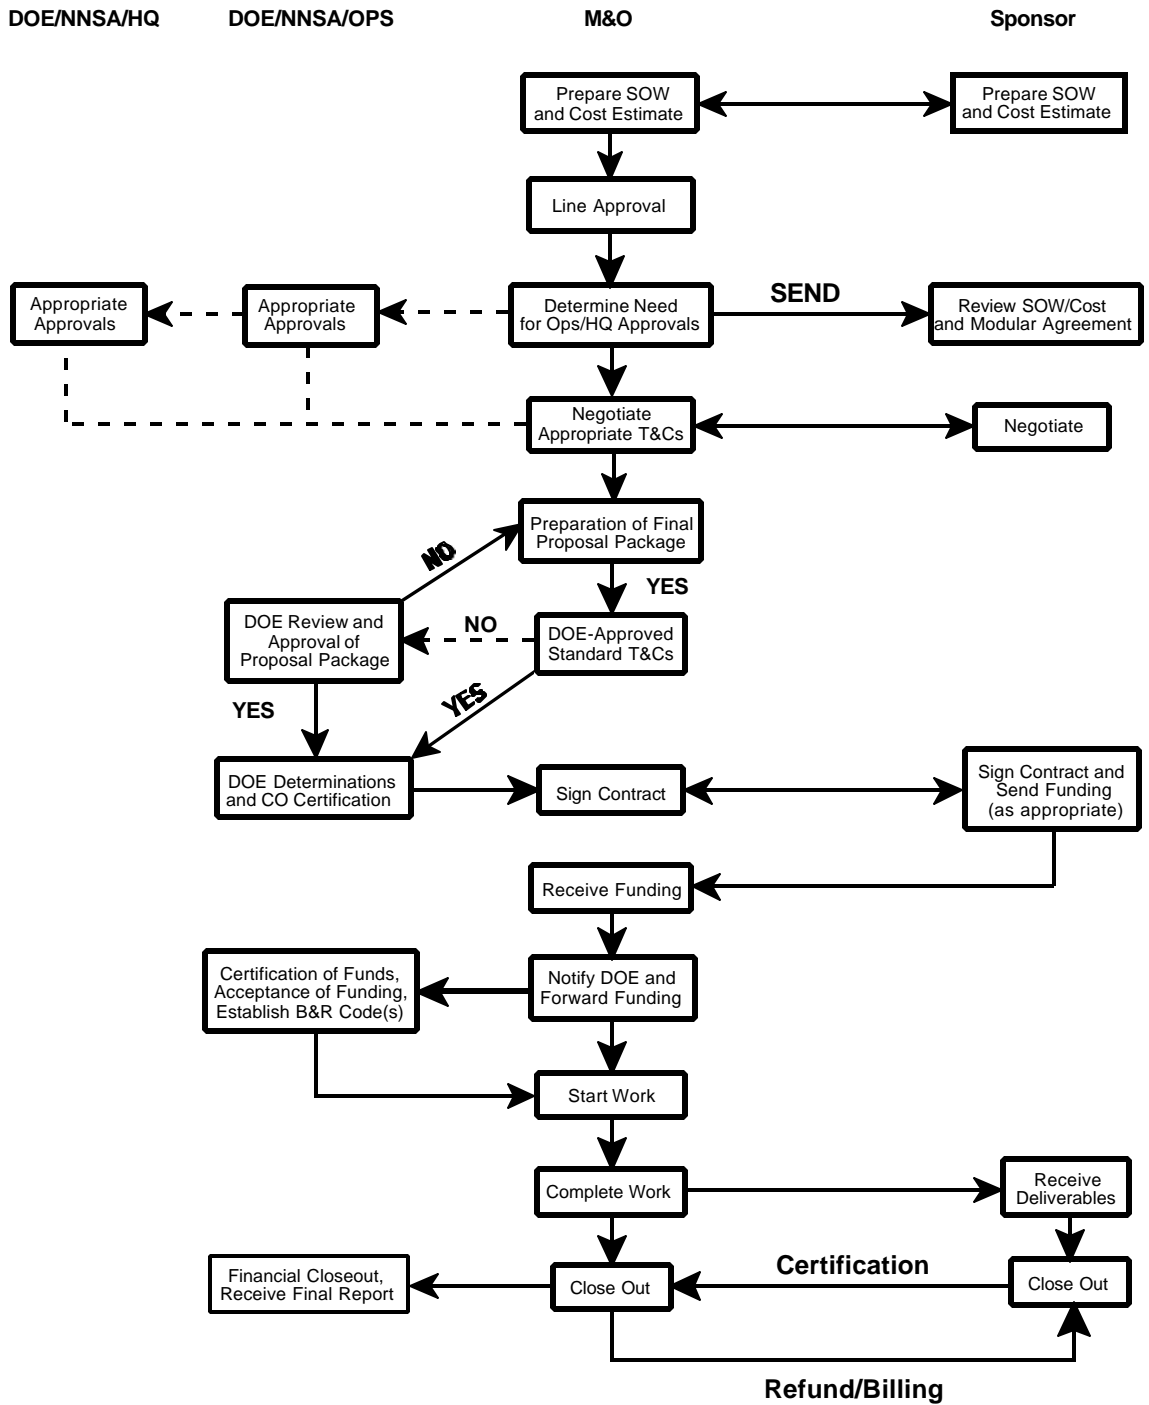 DOE/NNSA/HQ
DOE/NNSA/OPS
M&O
Sponsor
Prepare SOW
and Cost Estimate
Prepare SOW
and Cost Estimate
Line Approval
Appropriate
Approvals
Appropriate
Approvals
Determine Need
for Ops/HQ Approvals
SEND
Review SOW/Cost
and Modular Agreement
Negotiate
Appropriate T&Cs
Negotiate
Preparation of Final
Proposal Package
NO
YES
DOE Review and
Approval of
Proposal Package
NO
DOE-Approved
Standard T&Cs
YES
YES
DOE Determinations
and CO Certification
Sign Contract
Sign Contract and
Send Funding
(as appropriate)
Receive Funding
Certification of Funds,
Acceptance of Funding,
Establish B&R Code(s)
Notify DOE and
Forward Funding
Start Work
Complete Work
Receive
Deliverables
Financial Closeout,
Receive Final Report
Close Out
Certification
Close Out
Refund/Billing